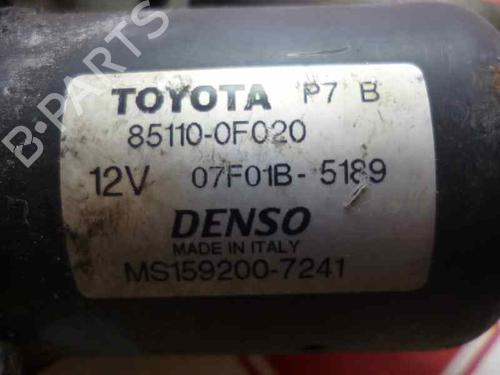 B-PARTS
TOYOTA P7 B
85110-0F020
12V 07F01B-5189
DENSO
MADE IN ITALY
MS159200-7241